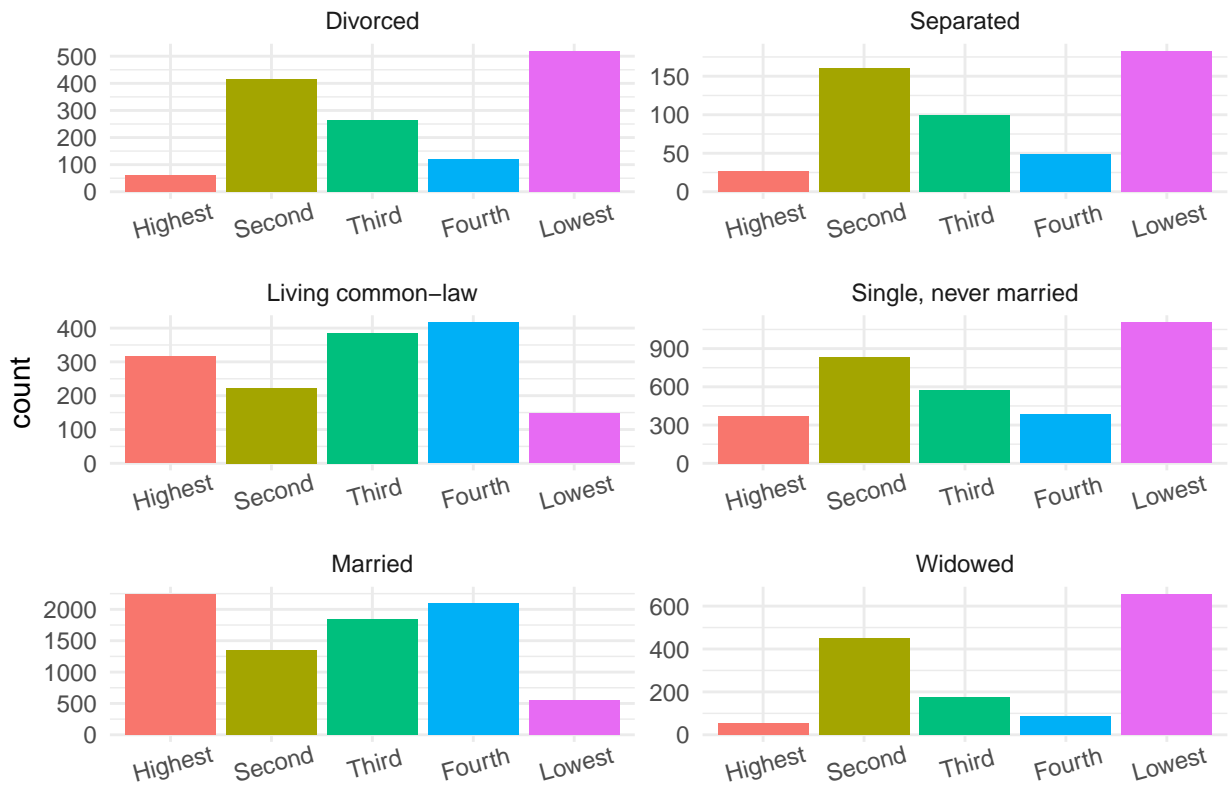 Divorced
500
400
300
200
100
0
Highest Second Third Fourth Lowest
Separated
150
100
50
0
Highest Second Third Fourth Lowest
count
Living common−law
400
300
200
100
0
Highest Second Third Fourth Lowest
Single, never married
900
600
300
0
Highest Second Third Fourth Lowest
Married
2000
1500
1000
500
0
Highest Second Third Fourth Lowest
Widowed
600
400
200
0
Highest Second Third Fourth Lowest